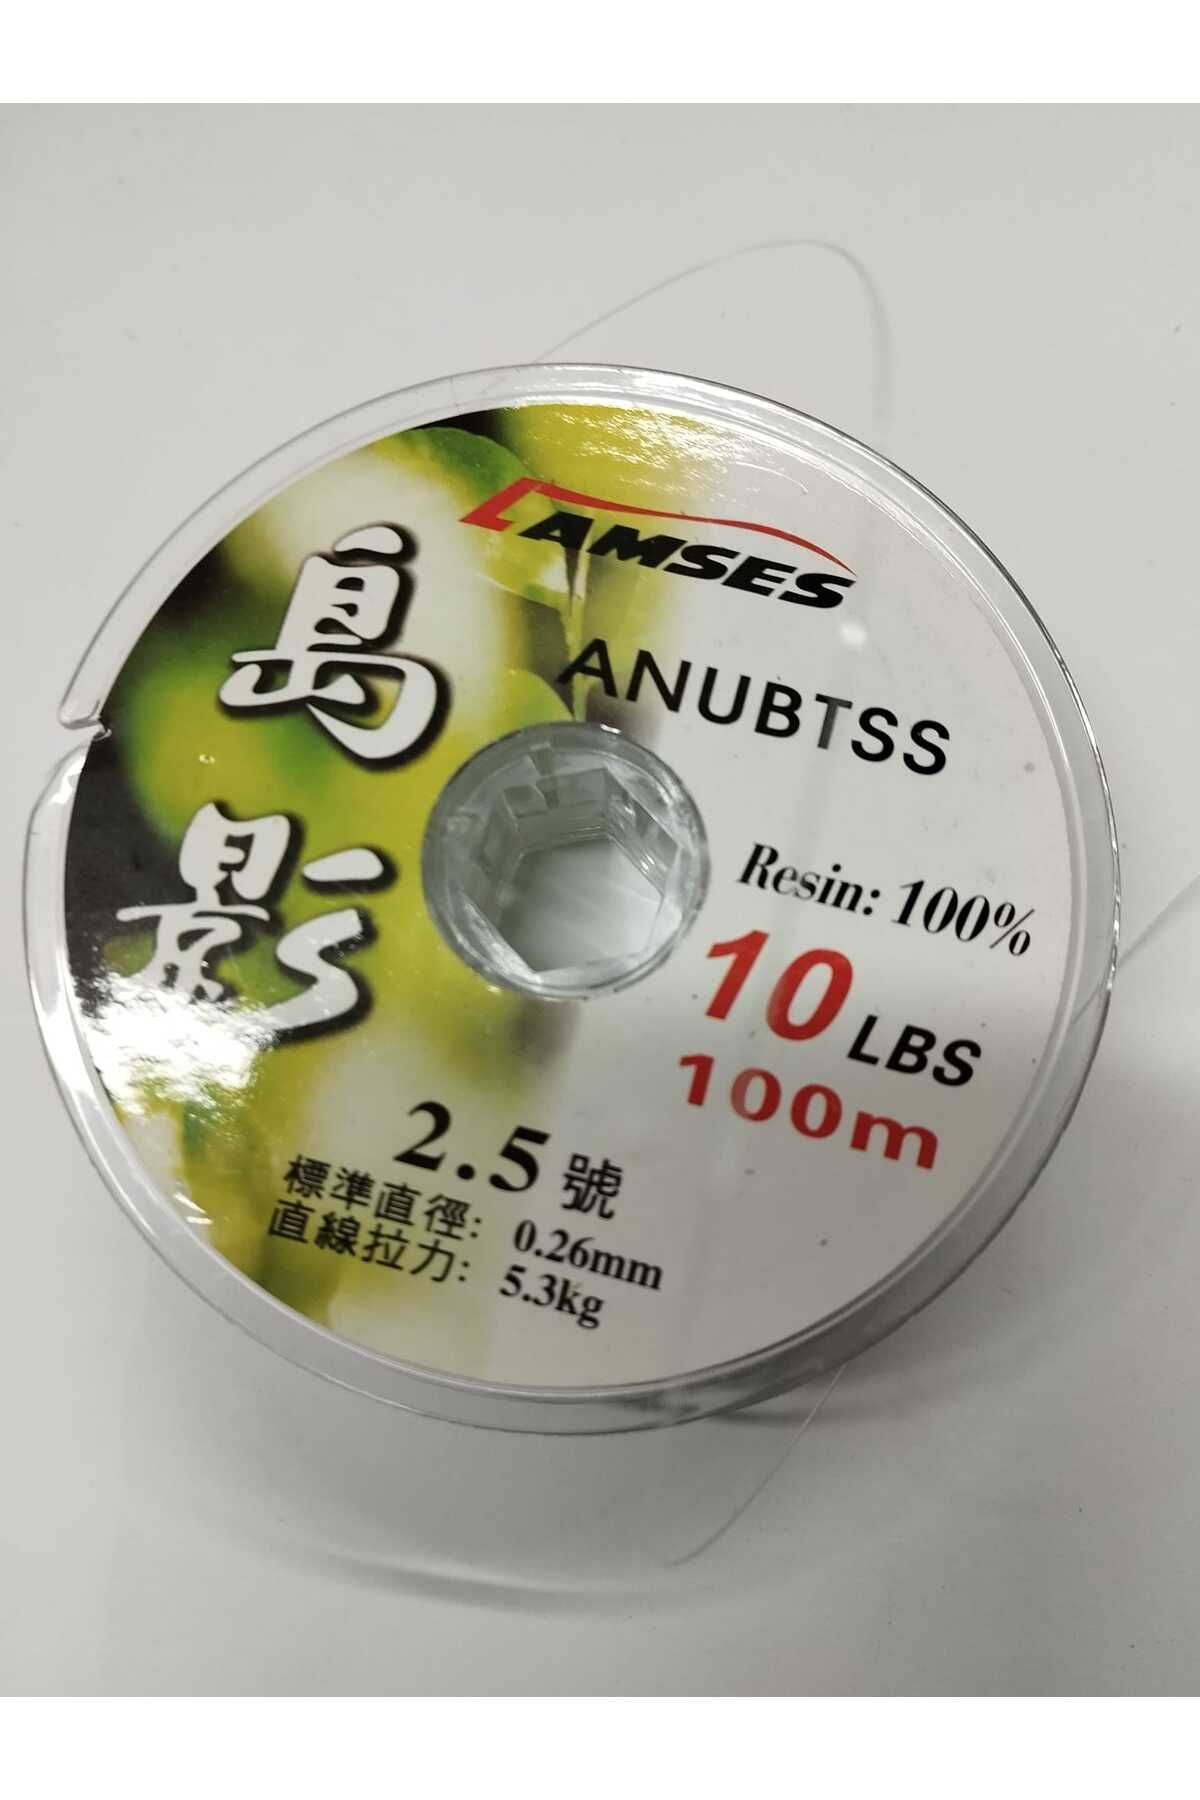 LAMSES
ANUBTSS
島影
Resin: 100%
10 LBS
100m
2.5號
標準直徑: 0.26mm
直線拉力: 5.3kg